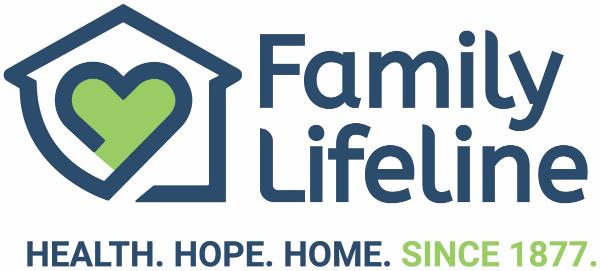 Family
Lifeline
HEALTH. HOPE. HOME. SINCE 1877.